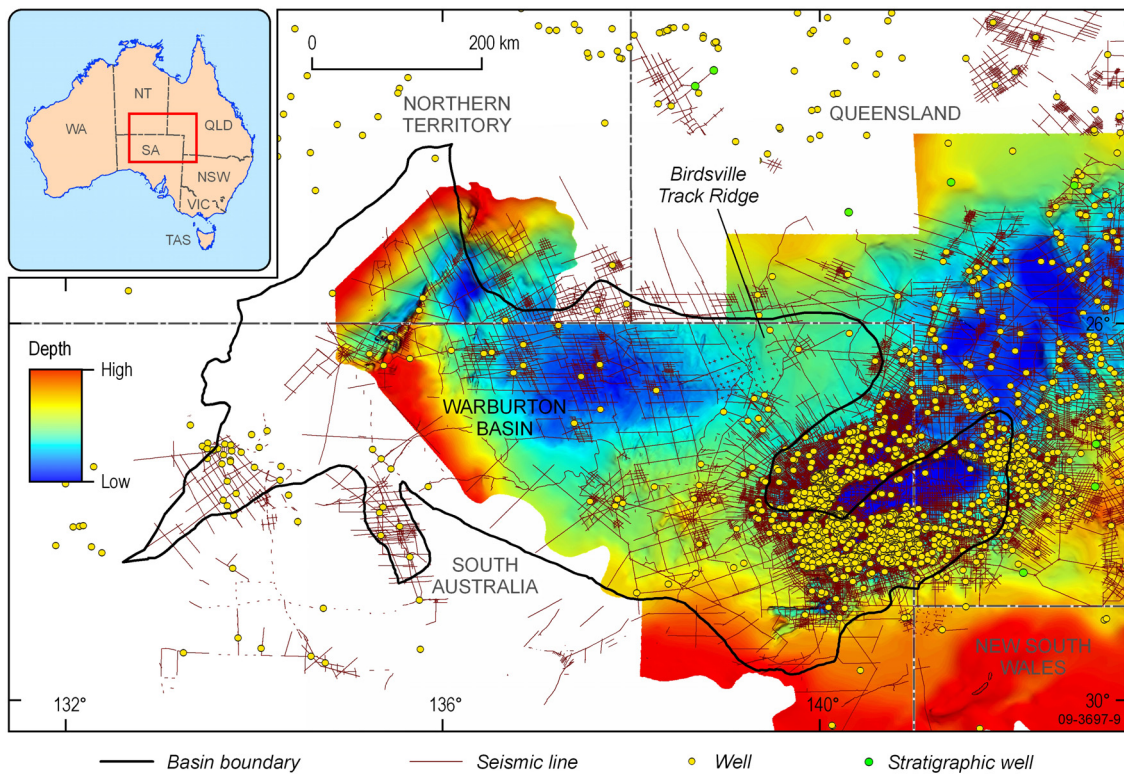 NT
WA
QLD
SA
NSW
VIC
TAS
0
200 km
NORTHERN
TERRITORY
QUEENSLAND
Birdsville
Track Ridge
26°
Depth
High
Low
WARBURTON
BASIN
SOUTH
AUSTRALIA
NEW SOUTH
WALES
132°
136°
140°
30°
09-3697-9
Basin boundary
Seismic line
Well
Stratigraphic well